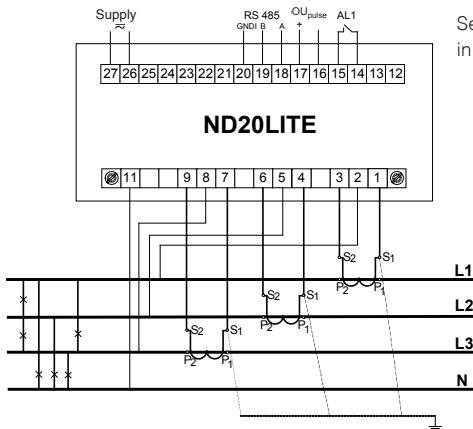 Supply
~
RS 485
GNDI B A
OUpulse
+
AL1
Se
in
27 26 25 24 23 22 21 20 19 18 17 16 15 14 13 12
ND20LITE
11 9 8 7 6 5 4 3 2 1
S2 S1
L1
P2 P1
S2 S1
L2
P2 P1
S2 S1
L3
P2 P1
N